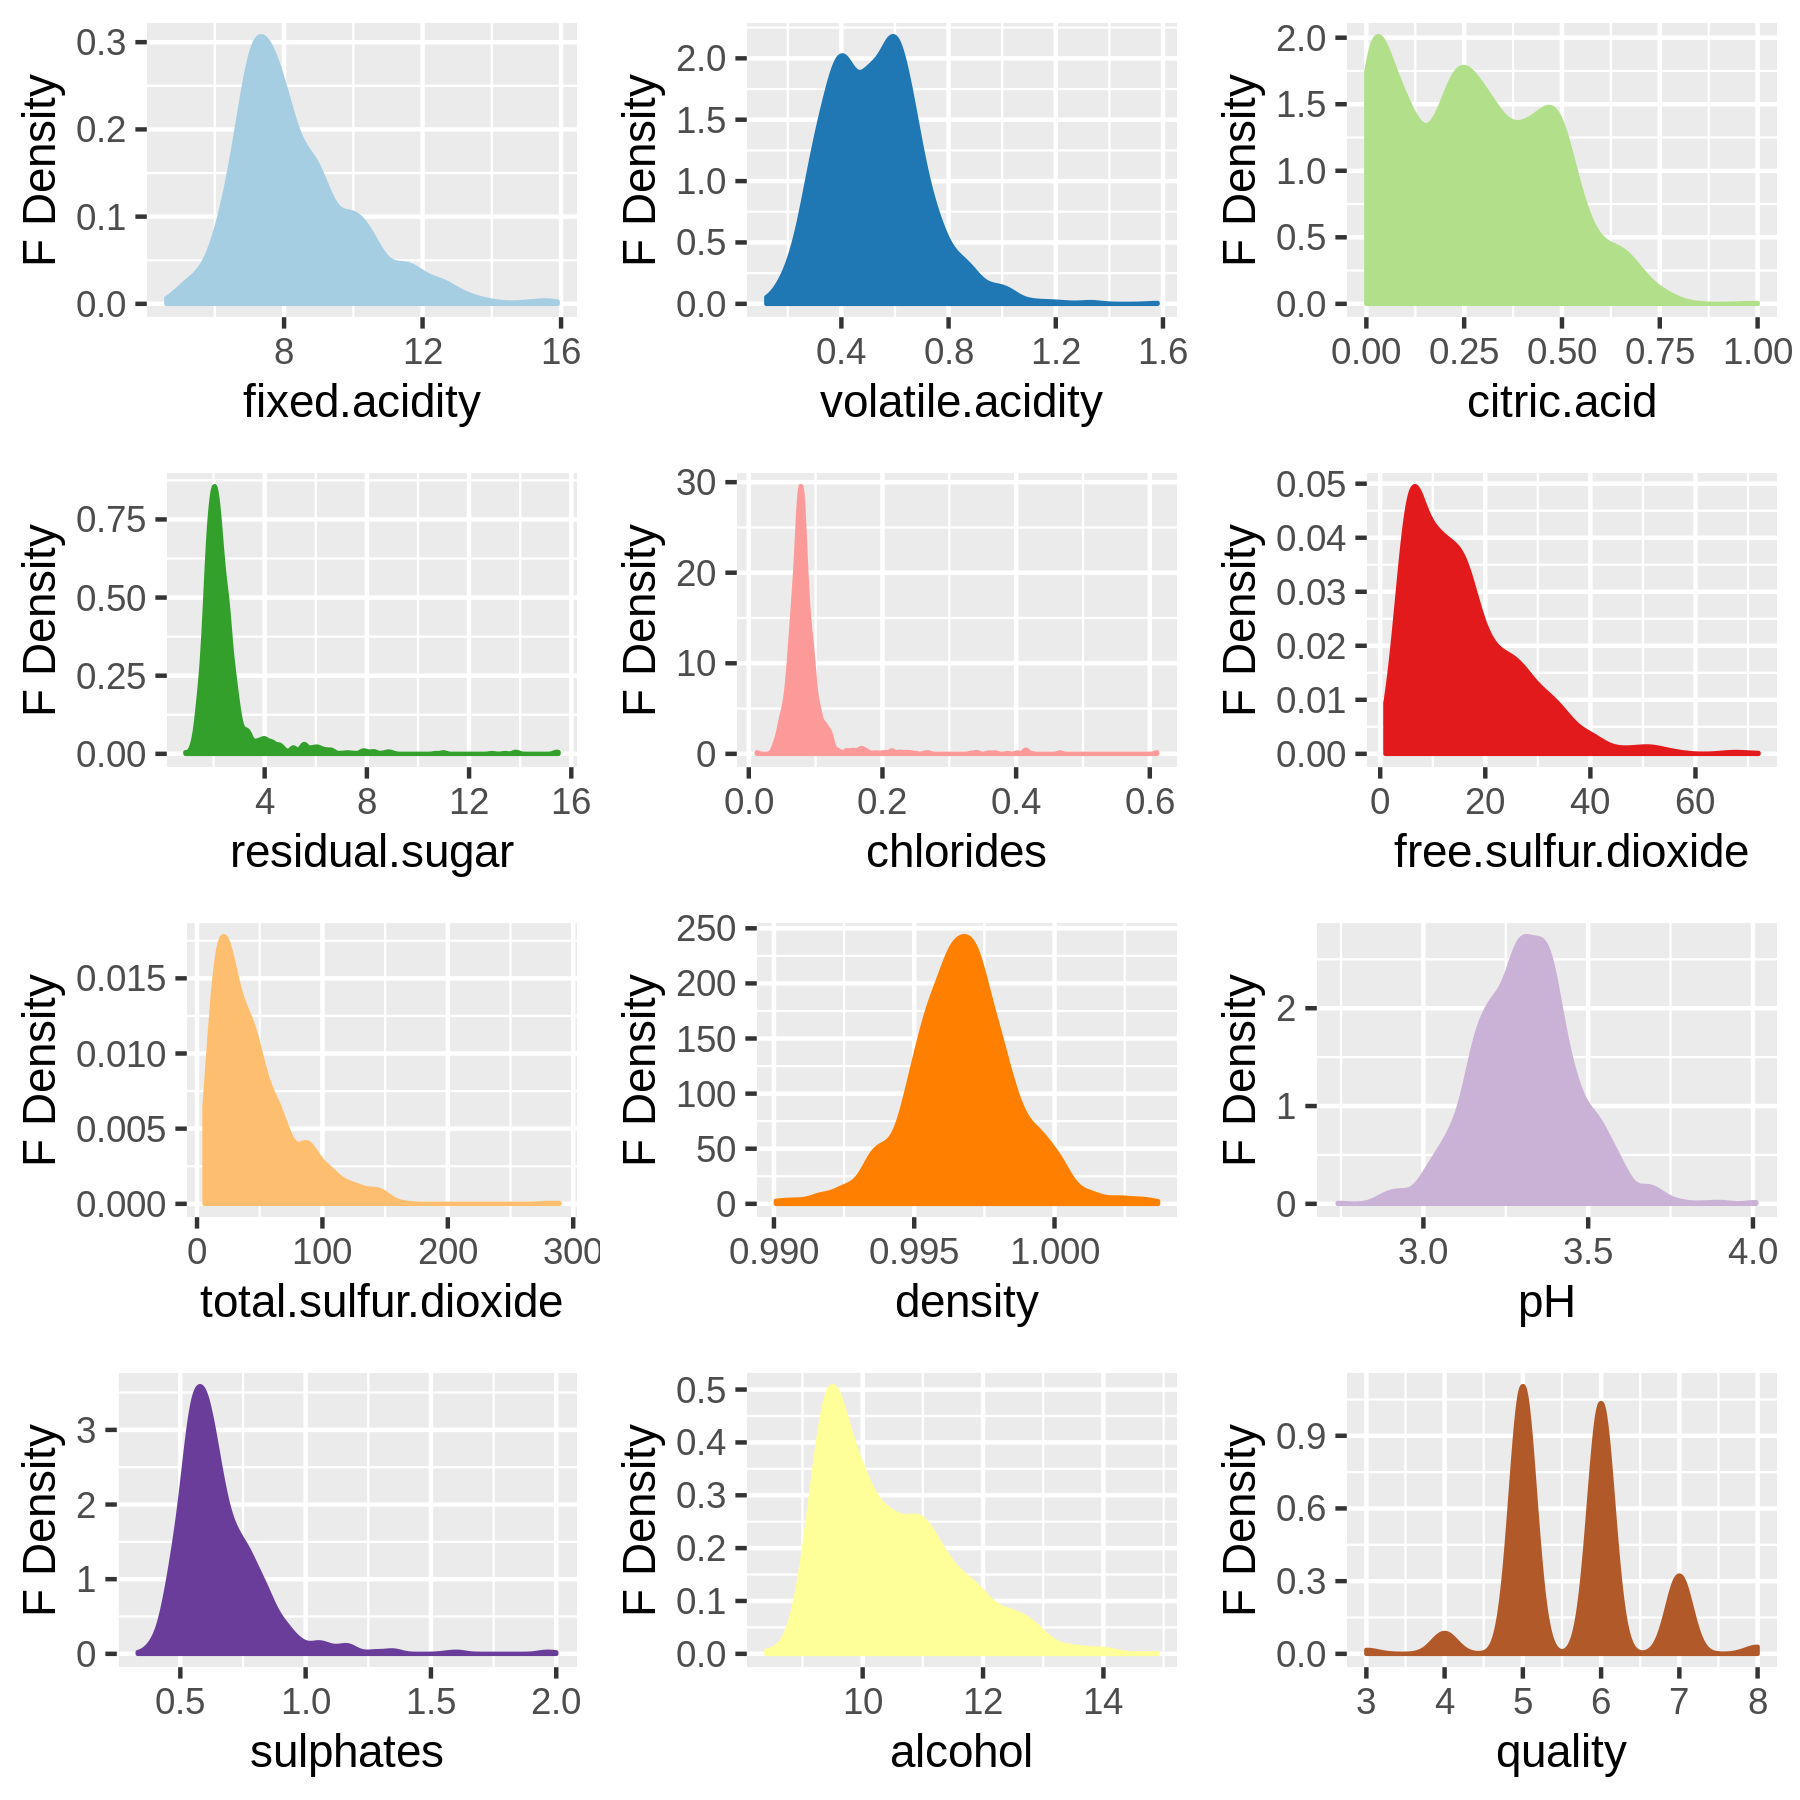 F Density
0.3
0.2
0.1
0.0
8 12 16
fixed.acidity
F Density
2.0
1.5
1.0
0.5
0.0
0.4 0.8 1.2 1.6
volatile.acidity
F Density
2.0
1.5
1.0
0.5
0.0
0.00 0.25 0.50 0.75 1.00
citric.acid
F Density
0.75
0.50
0.25
0.00
4 8 12 16
residual.sugar
F Density
30
20
10
0
0.0 0.2 0.4 0.6
chlorides
F Density
0.05
0.04
0.03
0.02
0.01
0.00
0 20 40 60
free.sulfur.dioxide
F Density
0.015
0.010
0.005
0.000
0 100 200 300
total.sulfur.dioxide
F Density
250
200
150
100
50
0
0.990 0.995 1.000
density
F Density
2
1
0
3.0 3.5 4.0
pH
F Density
3
2
1
0
0.5 1.0 1.5 2.0
sulphates
F Density
0.5
0.4
0.3
0.2
0.1
0.0
10 12 14
alcohol
F Density
0.9
0.6
0.3
0.0
3 4 5 6 7 8
quality